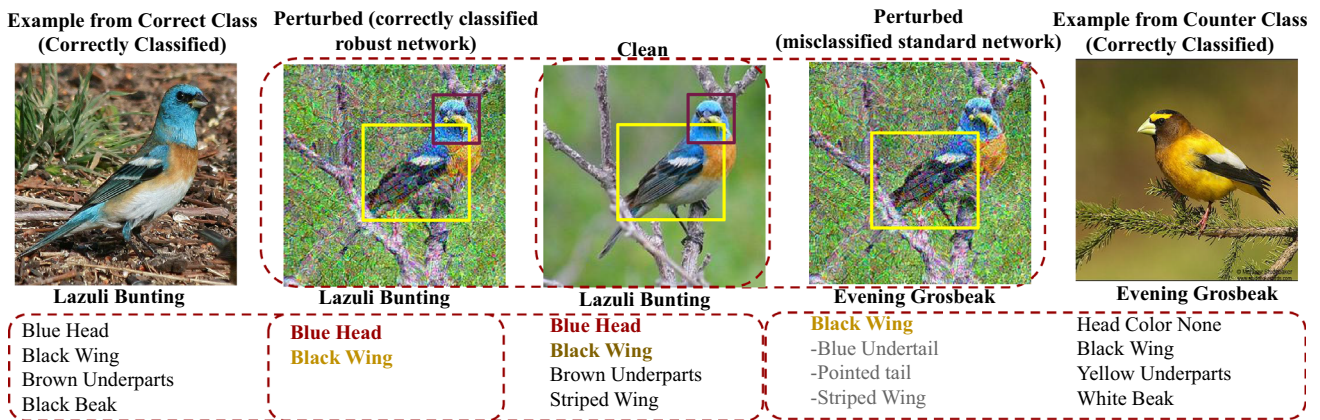 Example from Correct Class
(Correctly Classified)
Perturbed (correctly classified
robust network)
Clean
Perturbed
(misclassified standard network)
Example from Counter Class
(Correctly Classified)
Lazuli Bunting
Lazuli Bunting
Lazuli Bunting
Evening Grosbeak
Evening Grosbeak
Blue Head
Black Wing
Brown Underparts
Black Beak
Blue Head
Black Wing
Blue Head
Black Wing
Brown Underparts
Striped Wing
Black Wing
-Blue Undertail
-Pointed tail
-Striped Wing
Head Color None
Black Wing
Yellow Underparts
White Beak